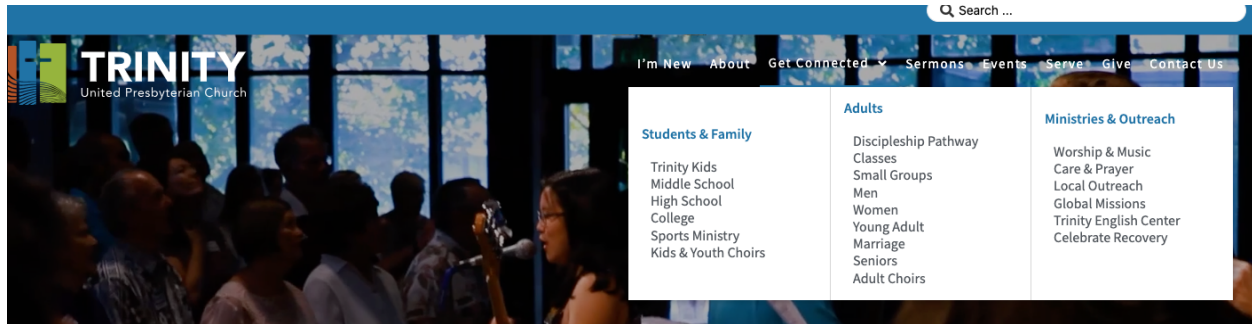 Search ...
TRINITY
United Presbyterian Church
I'm New About Get Connected Sermons Events Serve Give Contact Us
Students & Family
Trinity Kids
Middle School
High School
College
Sports Ministry
Kids & Youth Choirs
Adults
Discipleship Pathway
Classes
Small Groups
Men
Women
Young Adult
Marriage
Seniors
Adult Choirs
Ministries & Outreach
Worship & Music
Care & Prayer
Local Outreach
Global Missions
Trinity English Center
Celebrate Recovery